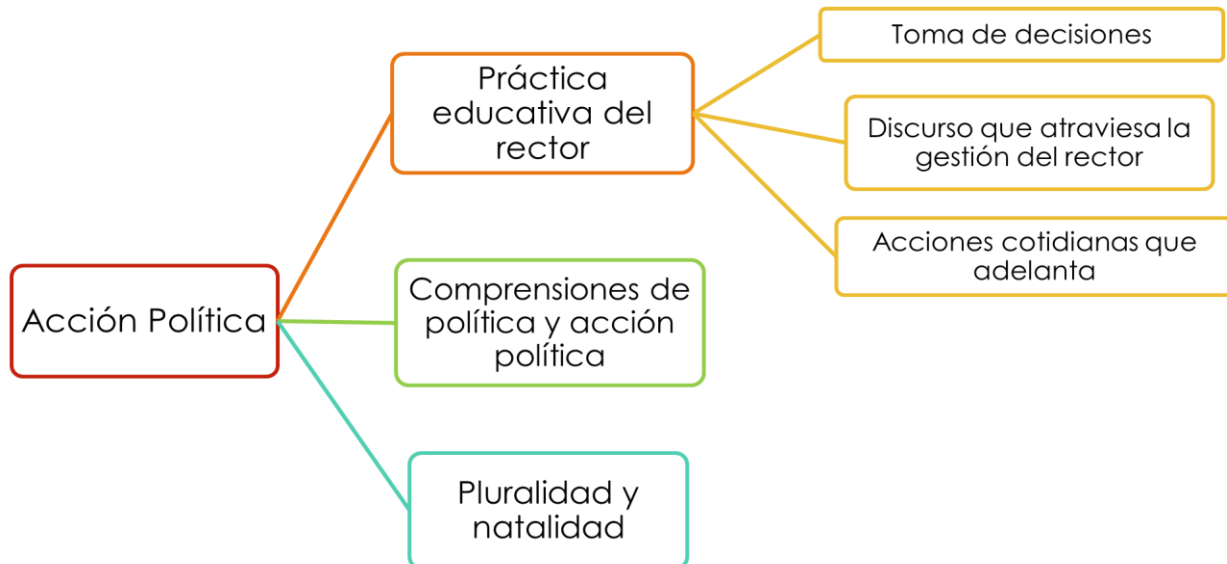 Acción Política
Práctica
educativa del
rector
Toma de decisiones
Discurso que atraviesa la
gestión del rector
Acciones cotidianas que
adelanta
Comprensiones de
política y acción
política
Pluralidad y
natalidad